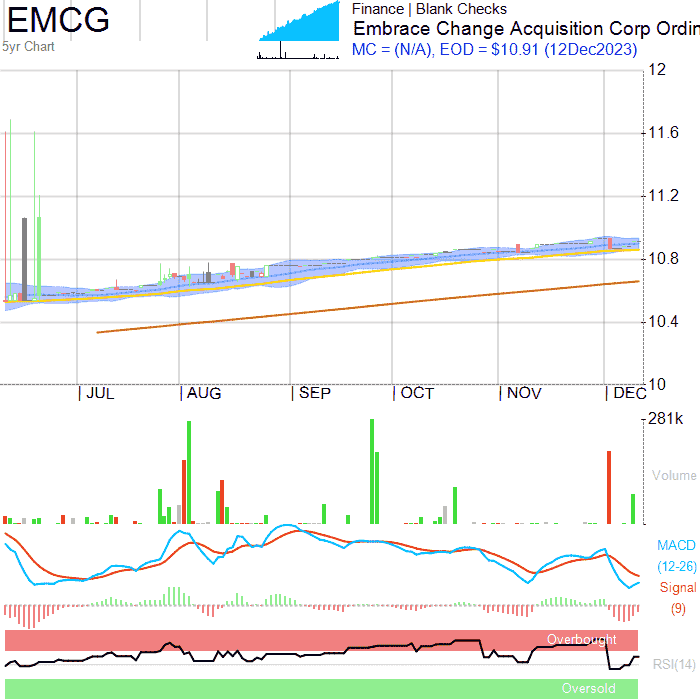 EMCG
5yr Chart
Finance | Blank Checks
Embrace Change Acquisition Corp Ordin
MC = (N/A), EOD = $10.91 (12Dec2023)
12
11.6
11.2
10.8
10.4
10
JUL
AUG
SEP
OCT
NOV
DEC
281k
Volume
MACD
(12-26)
Signal
(9)
Overbought
RSI(14)
Oversold